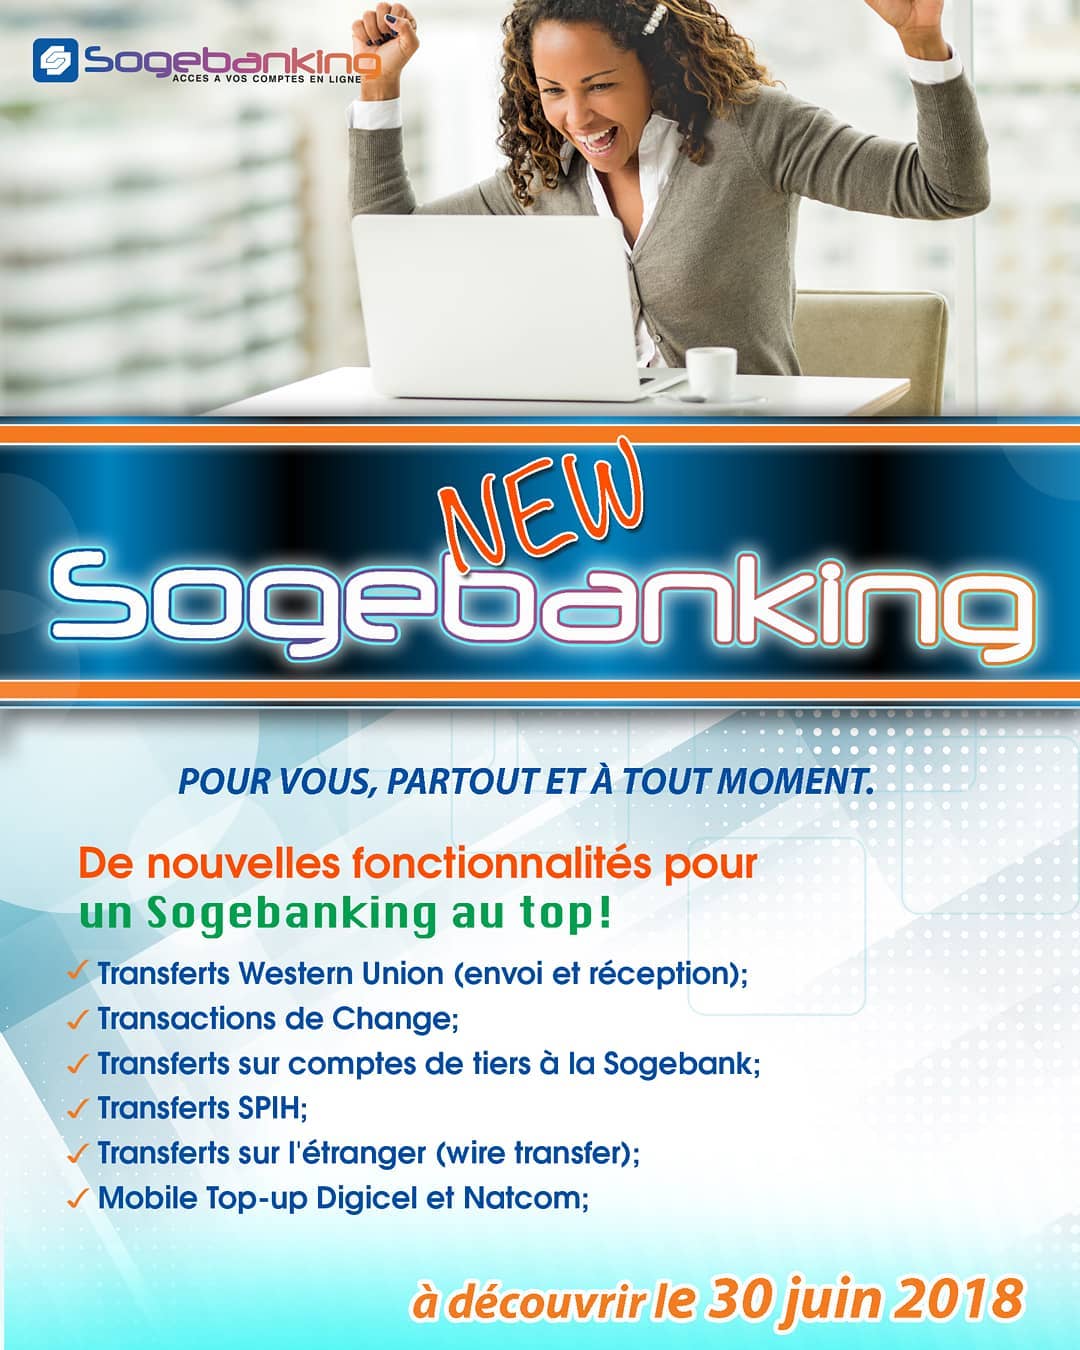 Sogebanking
ACCES A VOS COMPTES EN LIGNE
NEW
Sogebanking
POUR VOUS, PARTOUT ET À TOUT MOMENT.
De nouvelles fonctionnalités pour
un Sogebanking au top!
✓ Transferts Western Union (envoi et réception);
✓ Transactions de Change;
✓ Transferts sur comptes de tiers à la Sogebank;
✓ Transferts SPIH;
✓ Transferts sur l'étranger (wire transfer);
✓ Mobile Top-up Digicel et Natcom;
à découvrir le 30 juin 2018